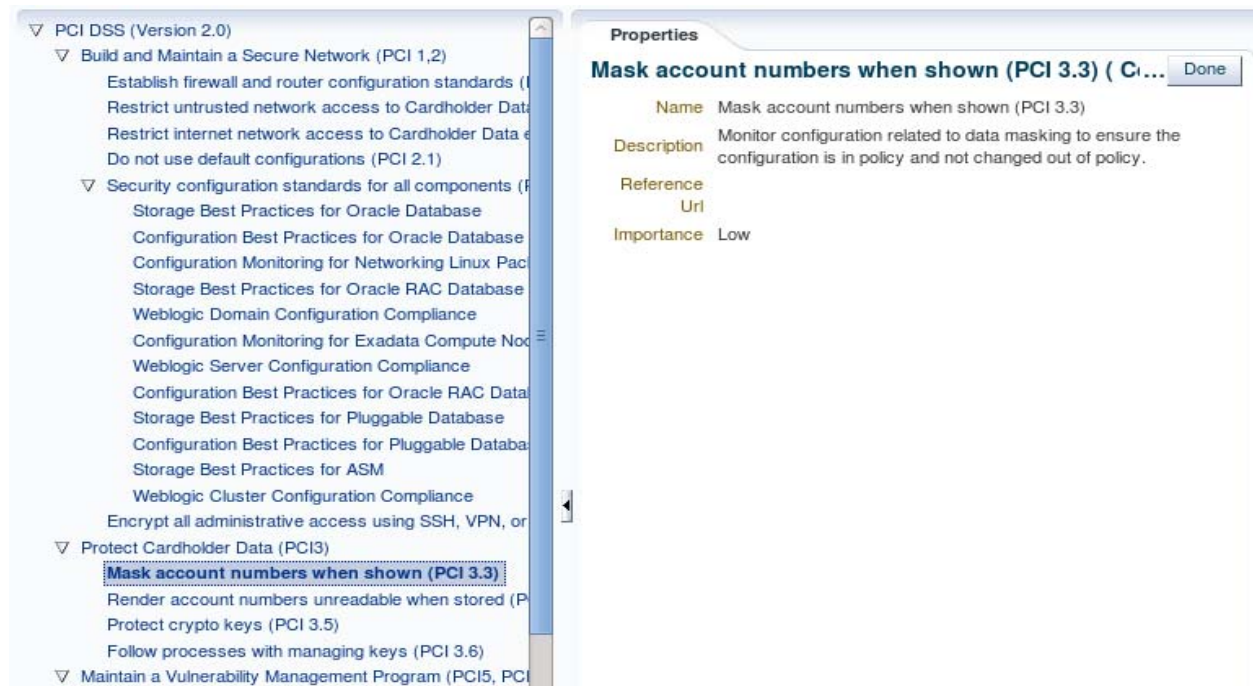 PCI DSS (Version 2.0)
Build and Maintain a Secure Network (PCI 1,2)
Establish firewall and router configuration standards (
Restrict untrusted network access to Cardholder Data
Restrict internet network access to Cardholder Data e
Do not use default configurations (PCI 2.1)
Security configuration standards for all components (
Storage Best Practices for Oracle Database
Configuration Best Practices for Oracle Database
Configuration Monitoring for Networking Linux Pac
Storage Best Practices for Oracle RAC Database
Weblogic Domain Configuration Compliance
Configuration Monitoring for Exadata Compute Noc
Weblogic Server Configuration Compliance
Configuration Best Practices for Oracle RAC Data
Storage Best Practices for Pluggable Database
Configuration Best Practices for Pluggable Databa
Storage Best Practices for ASM
Weblogic Cluster Configuration Compliance
Encrypt all administrative access using SSH, VPN, or
Protect Cardholder Data (PCI3)
Mask account numbers when shown (PCI 3.3)
Render account numbers unreadable when stored (P
Protect crypto keys (PCI 3.5)
Follow processes with managing keys (PCI 3.6)
Maintain a Vulnerability Management Program (PCI5, PCI
Properties
Mask account numbers when shown (PCI 3.3) ( C... Done
Name Mask account numbers when shown (PCI 3.3)
Description Monitor configuration related to data masking to ensure the
configuration is in policy and not changed out of policy.
Reference
Url
Importance Low